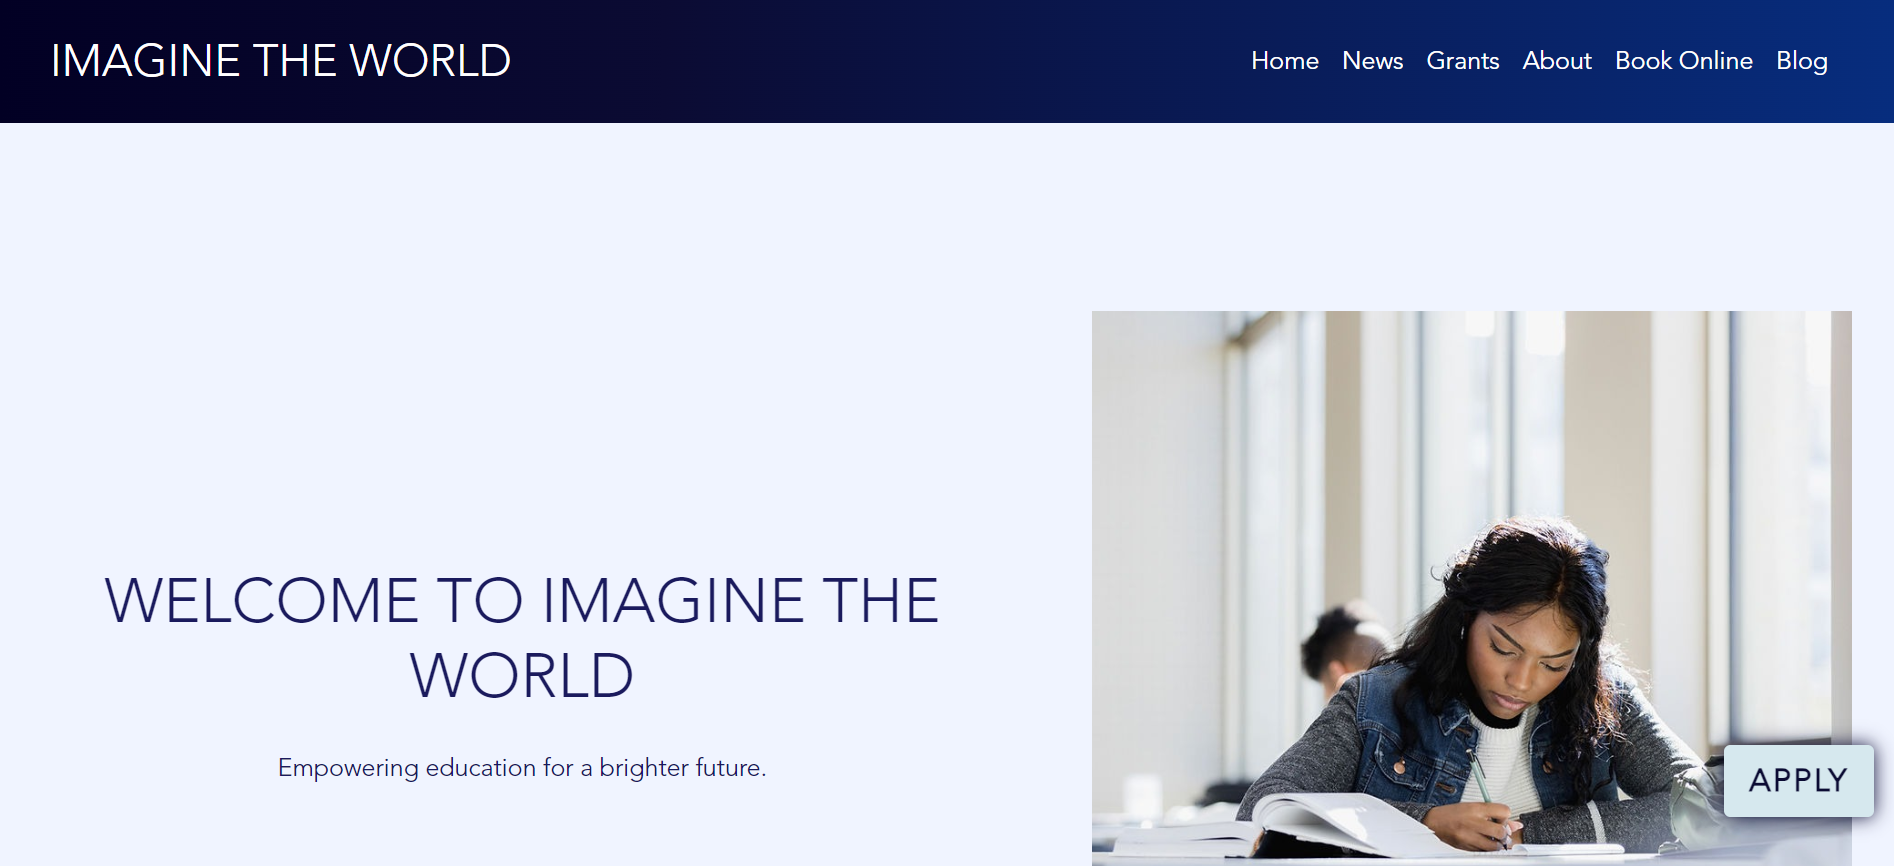 IMAGINE THE WORLD
Home News Grants About Book Online Blog
WELCOME TO IMAGINE THE
WORLD
Empowering education for a brighter future.
APPLY